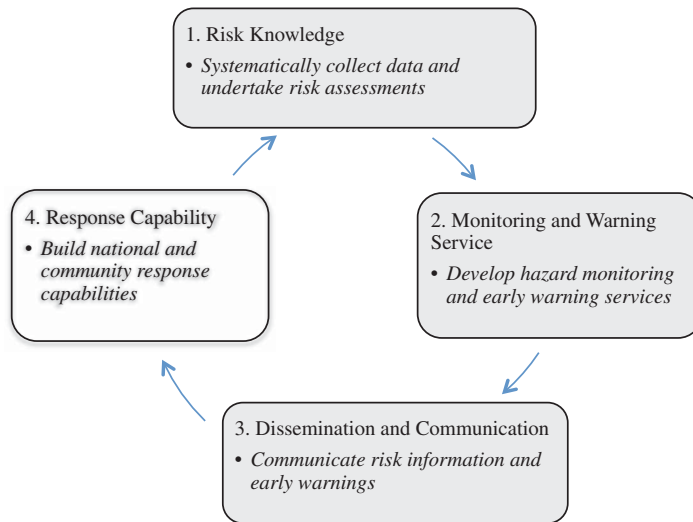 1. Risk Knowledge
• Systematically collect data and
undertake risk assessments
2. Monitoring and Warning
Service
• Develop hazard monitoring
and early warning services
3. Dissemination and Communication
• Communicate risk information and
early warnings
4. Response Capability
• Build national and
community response
capabilities